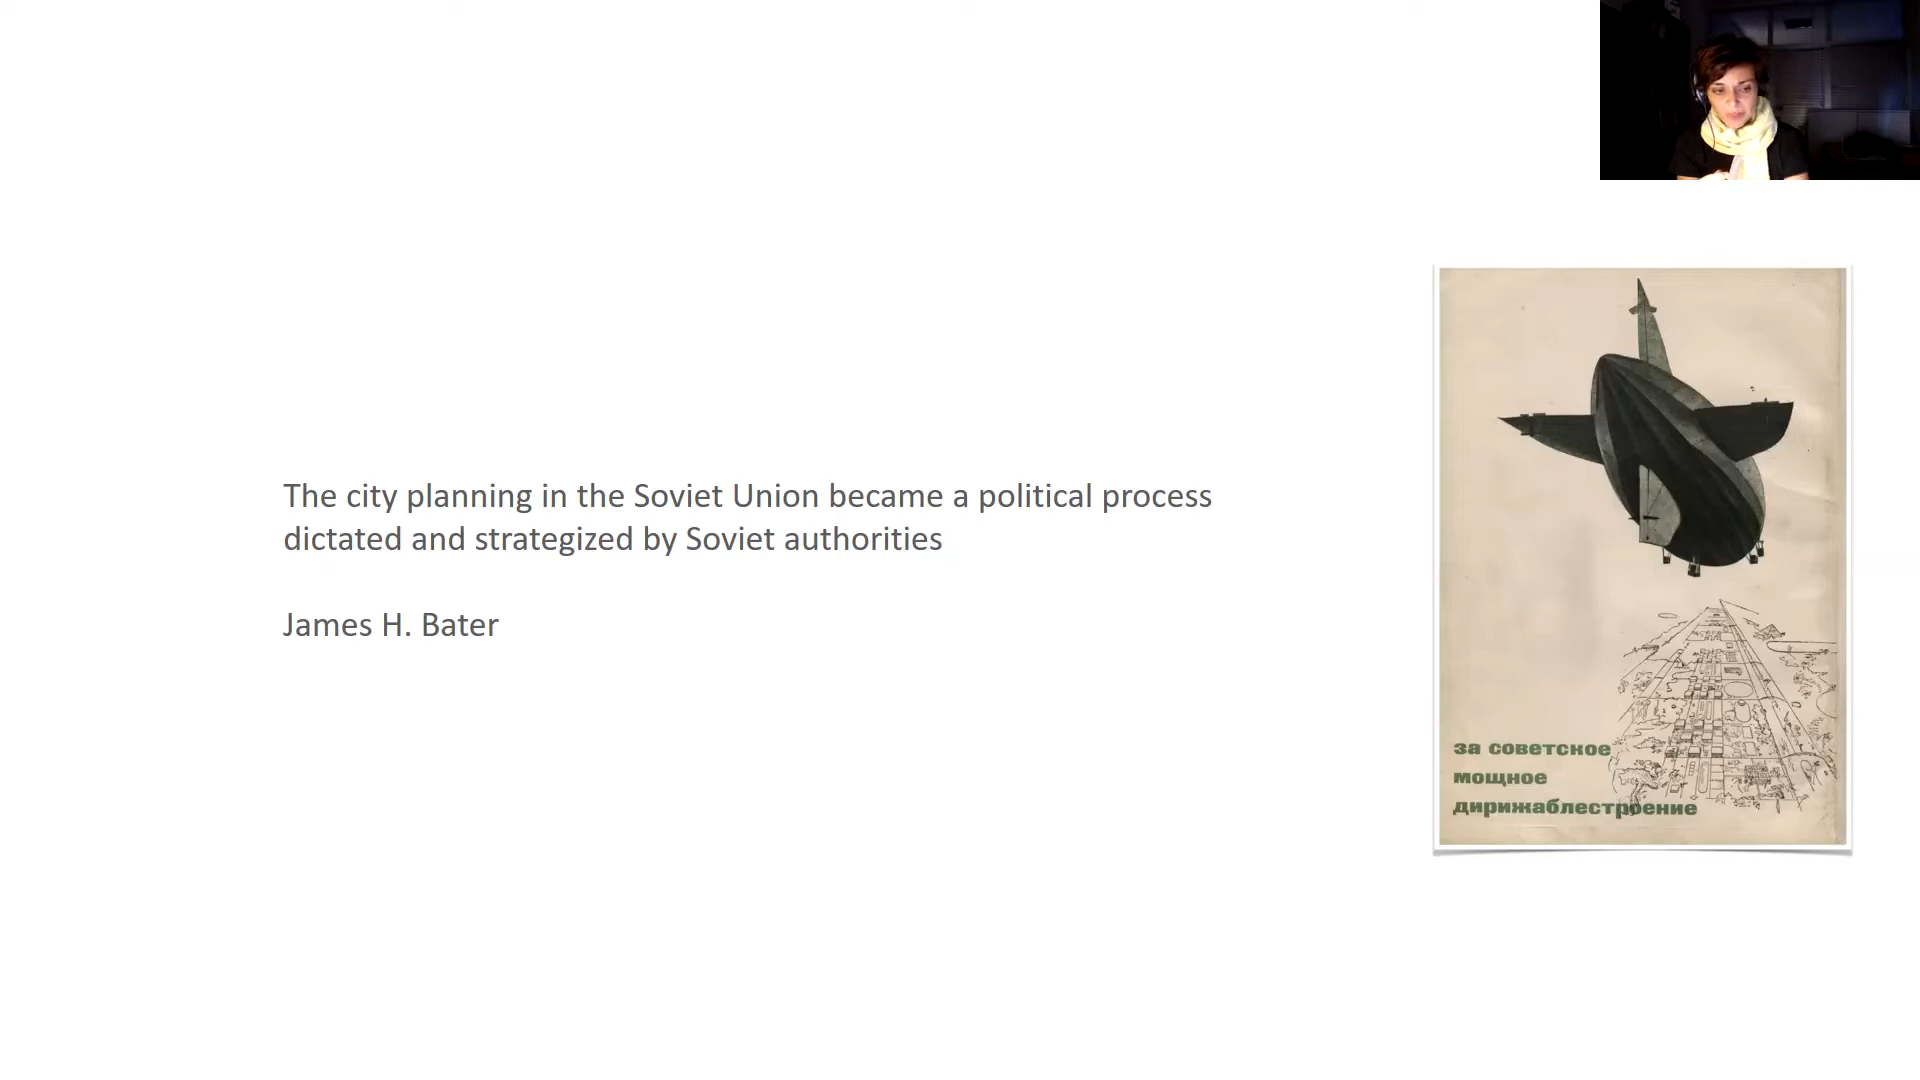 The city planning in the Soviet Union became a political process
dictated and strategized by Soviet authorities
James H. Bater
за советское
мощное
дирижаблестроение